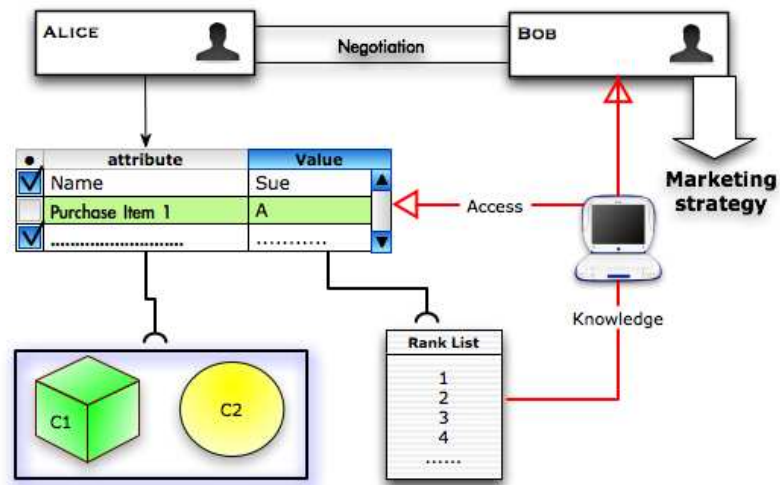 ALICE
Negotiation
BOB
attribute Value
Name Sue
Purchase Item 1 A
........................... ...........
Access
Marketing
strategy
Knowledge
C1
C2
Rank List
1
2
3
4
......